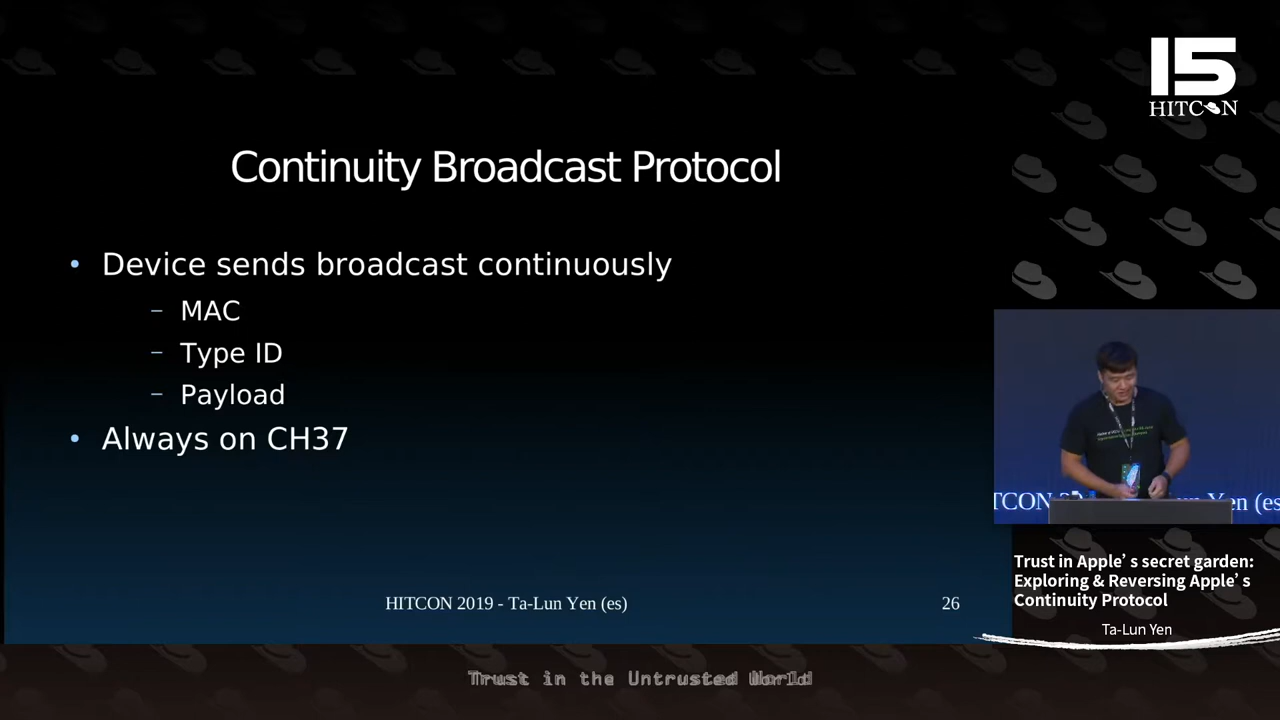 15
HITCON
Continuity Broadcast Protocol
• Device sends broadcast continuously
– MAC
– Type ID
– Payload
• Always on CH37
HITCON 2019 - Ta-Lun Yen (es)
26
Trust in Apple’s secret garden:
Exploring & Reversing Apple’s
Continuity Protocol
Ta-Lun Yen
Trust in the Untrusted World